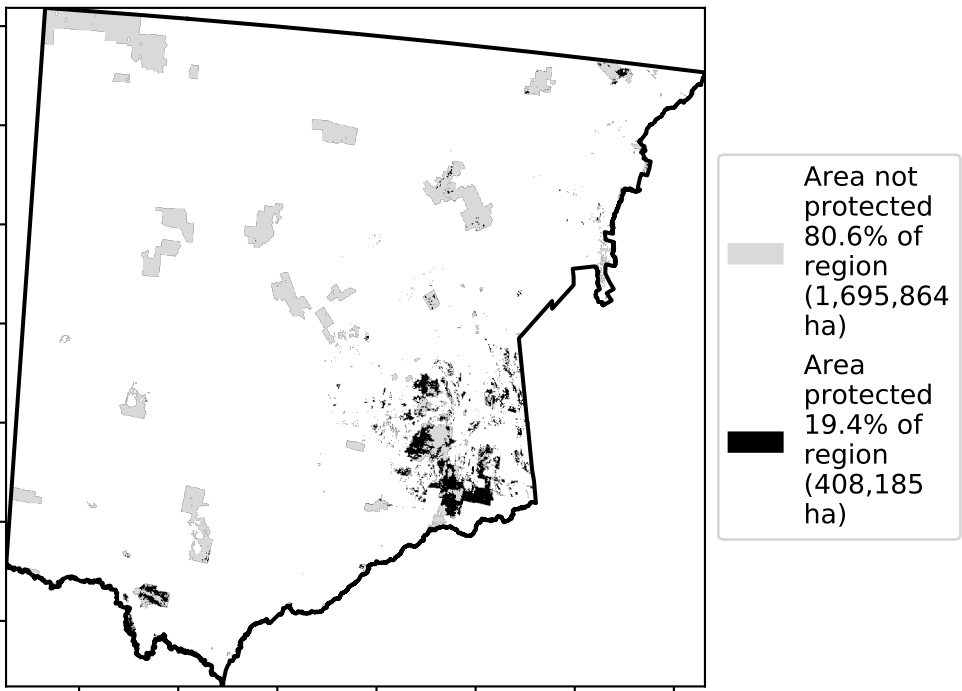 Area not
protected
80.6% of
region
(1,695,864
ha)
Area
protected
19.4% of
region
(408,185
ha)